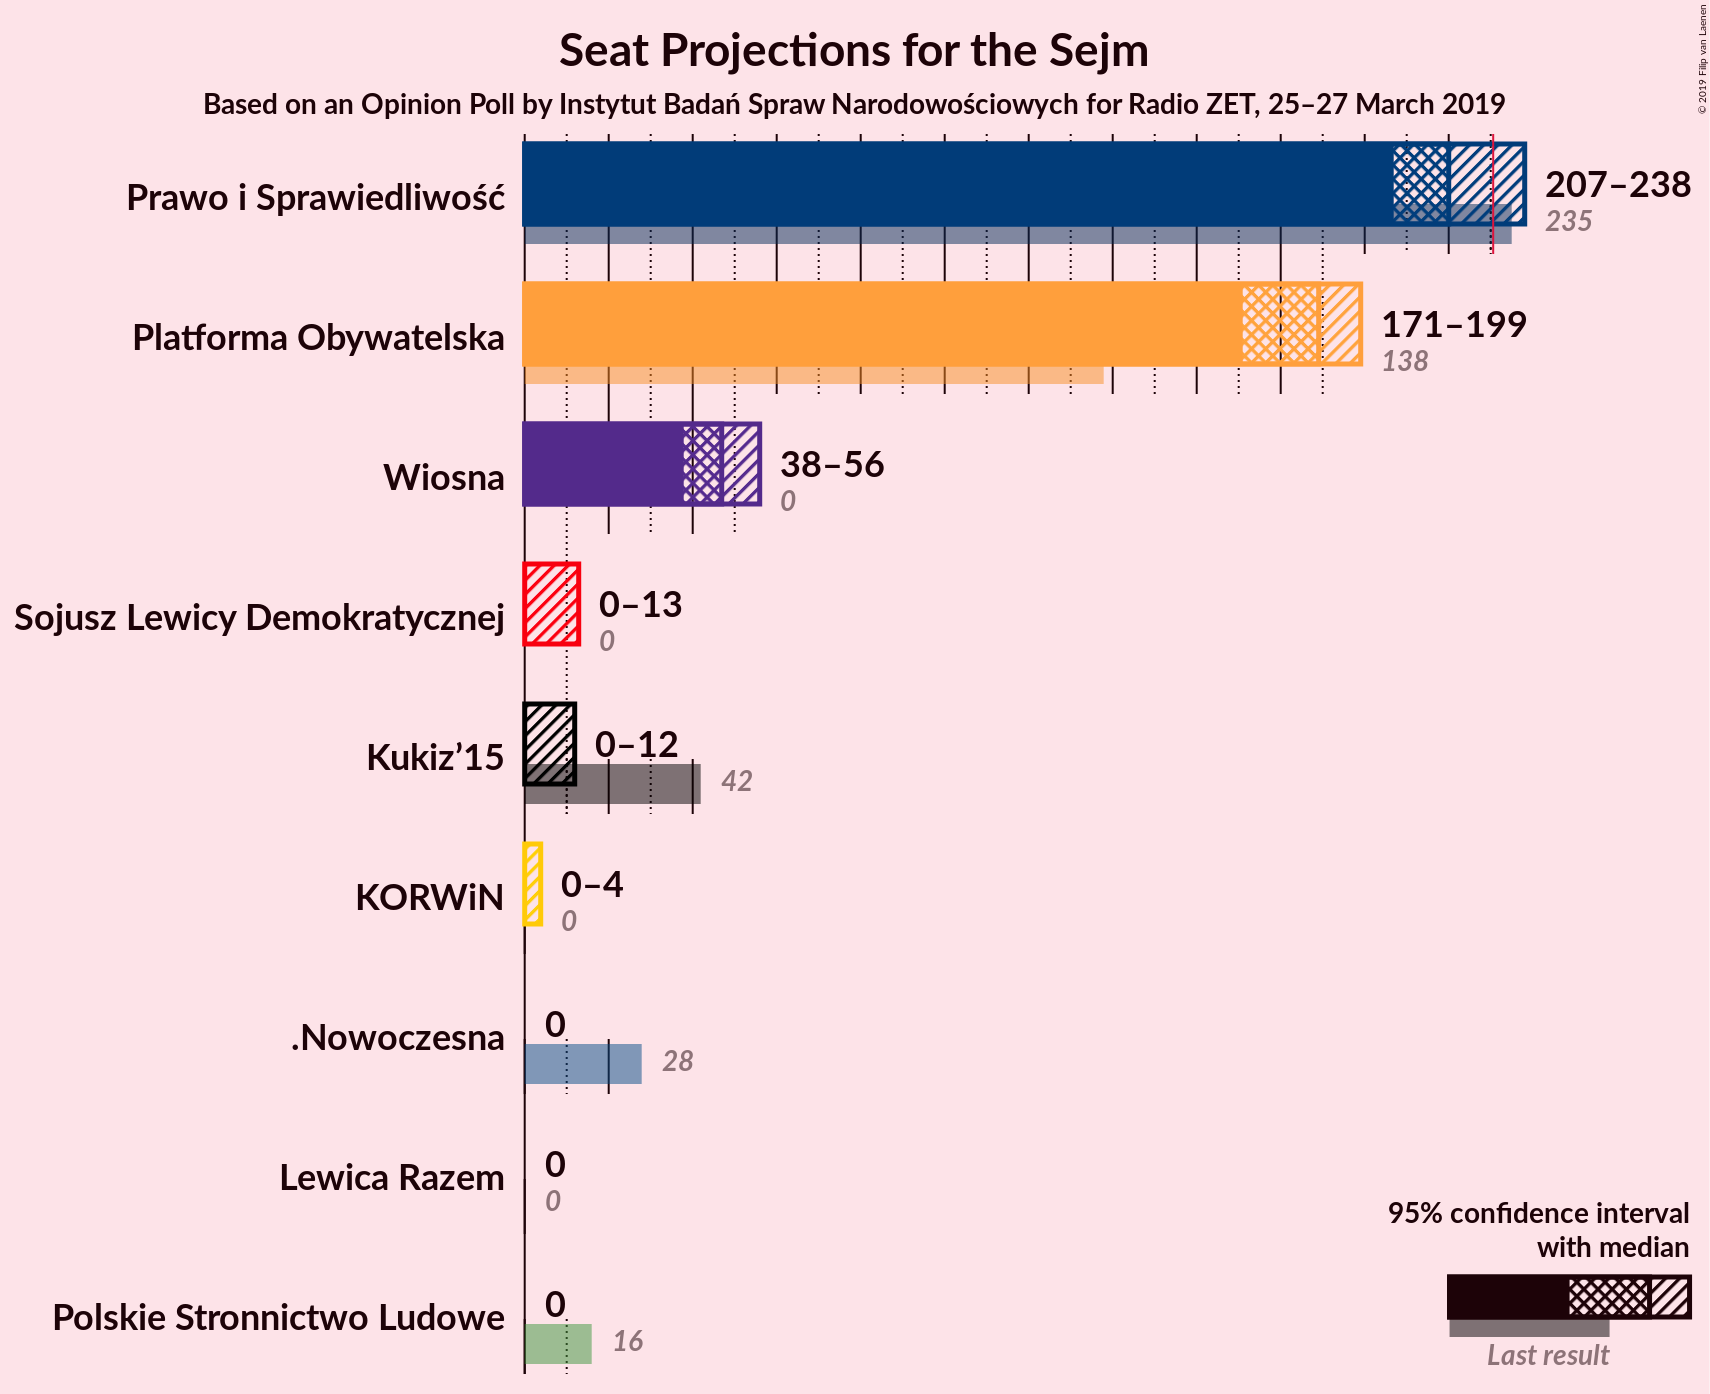 Seat Projections for the Sejm
Based on an Opinion Poll by Instytut Badań Spraw Narodowościowych for Radio ZET, 25–27 March 2019
© 2019 Filip van Laenen
Prawo i Sprawiedliwość
207–238
235
Platforma Obywatelska
171–199
138
Wiosna
38–56
0
Sojusz Lewicy Demokratycznej
0–13
0
Kukiz’15
0–12
42
KORWiN
0–4
0
.Nowoczesna
0
28
Lewica Razem
0
0
Polskie Stronnictwo Ludowe
0
16
95% confidence interval
with median
Last result